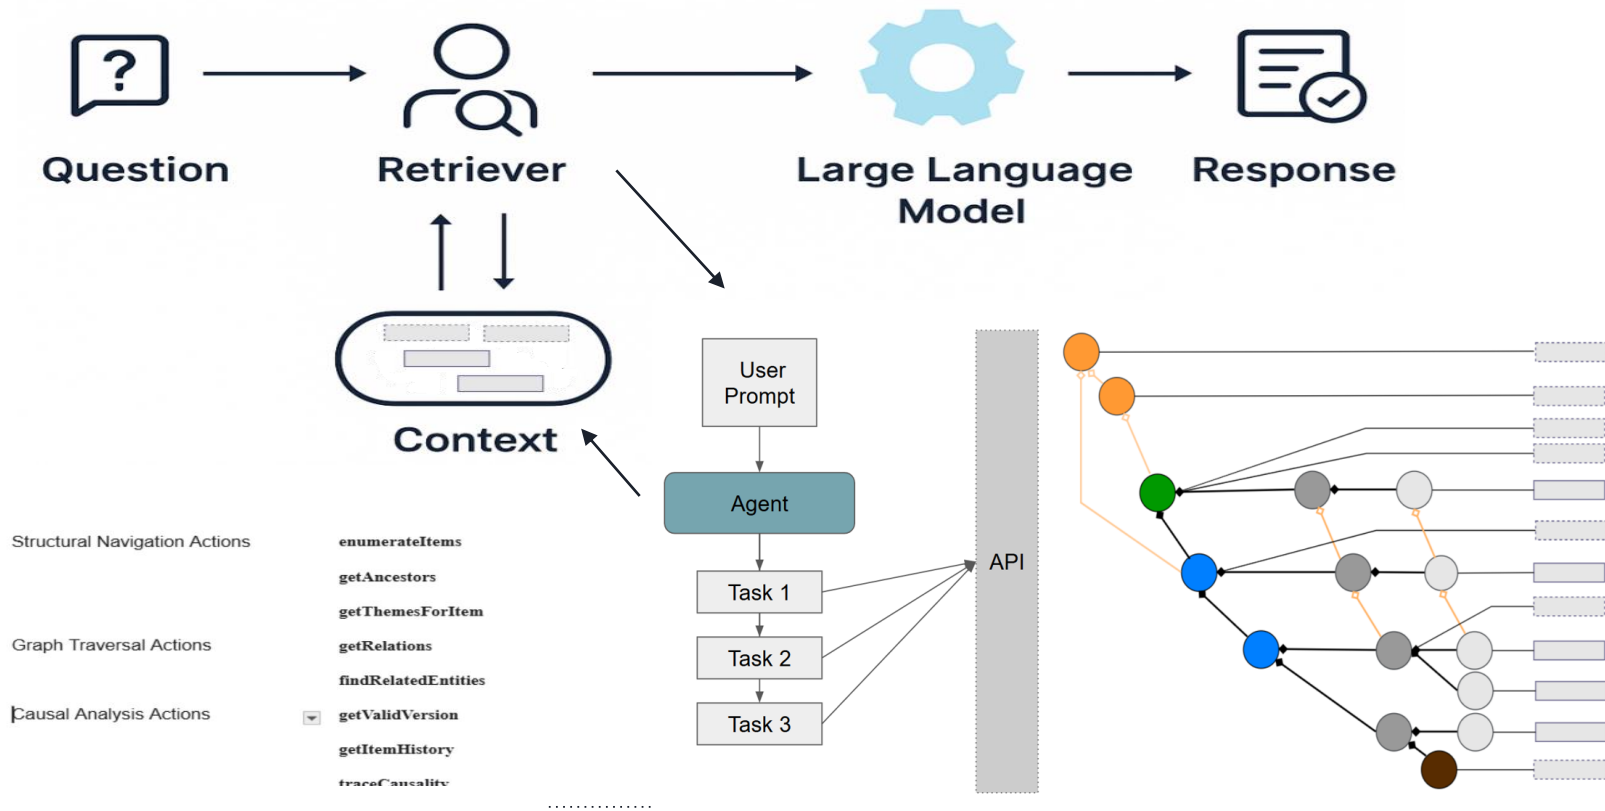 ?
Question
Retriever
Large Language
Model
Response
Context
User
Prompt
Agent
Task 1
Task 2
Task 3
API
Structural Navigation Actions
enumerateItems
getAncestors
getThemesForItem
Graph Traversal Actions
getRelations
findRelatedEntities
Causal Analysis Actions
getValidVersion
getItemHistory
traceCausality